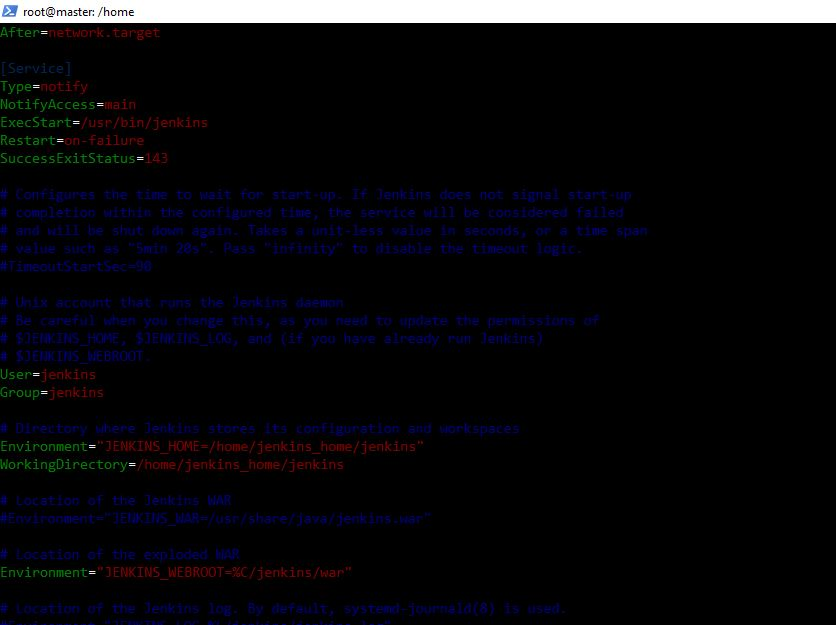 root@master: /home
After=network.target
[Service]
Type=notify
NotifyAccess=main
ExecStart=/usr/bin/jenkins
Restart=on-failure
SuccessExitStatus=143
# Configures the time to wait for start-up. If Jenkins does not signal start-up
# completion within the configured time, the service will be considered failed
# and will be shut down again. Takes a unit-less value in seconds, or a time span
# value such as "5min 20s". Pass "infinity" to disable the timeout logic.
#TimeoutStartSec=90
# Unix account that runs the Jenkins daemon
# Be careful when you change this, as you need to update the permissions of
# $JENKINS_HOME, $JENKINS_LOG, and (if you have already run Jenkins)
# $JENKINS_WEBROOT.
User=jenkins
Group=jenkins
# Directory where Jenkins stores its configuration and workspaces
Environment="JENKINS_HOME=/home/jenkins_home/jenkins"
WorkingDirectory=/home/jenkins_home/jenkins
# Location of the Jenkins WAR
#Environment="JENKINS_WAR=/usr/share/java/jenkins.war"
# Location of the exploded WAR
Environment="JENKINS_WEBROOT=%C/jenkins/war"
# Location of the Jenkins log. By default, systemd-journald(8) is used.